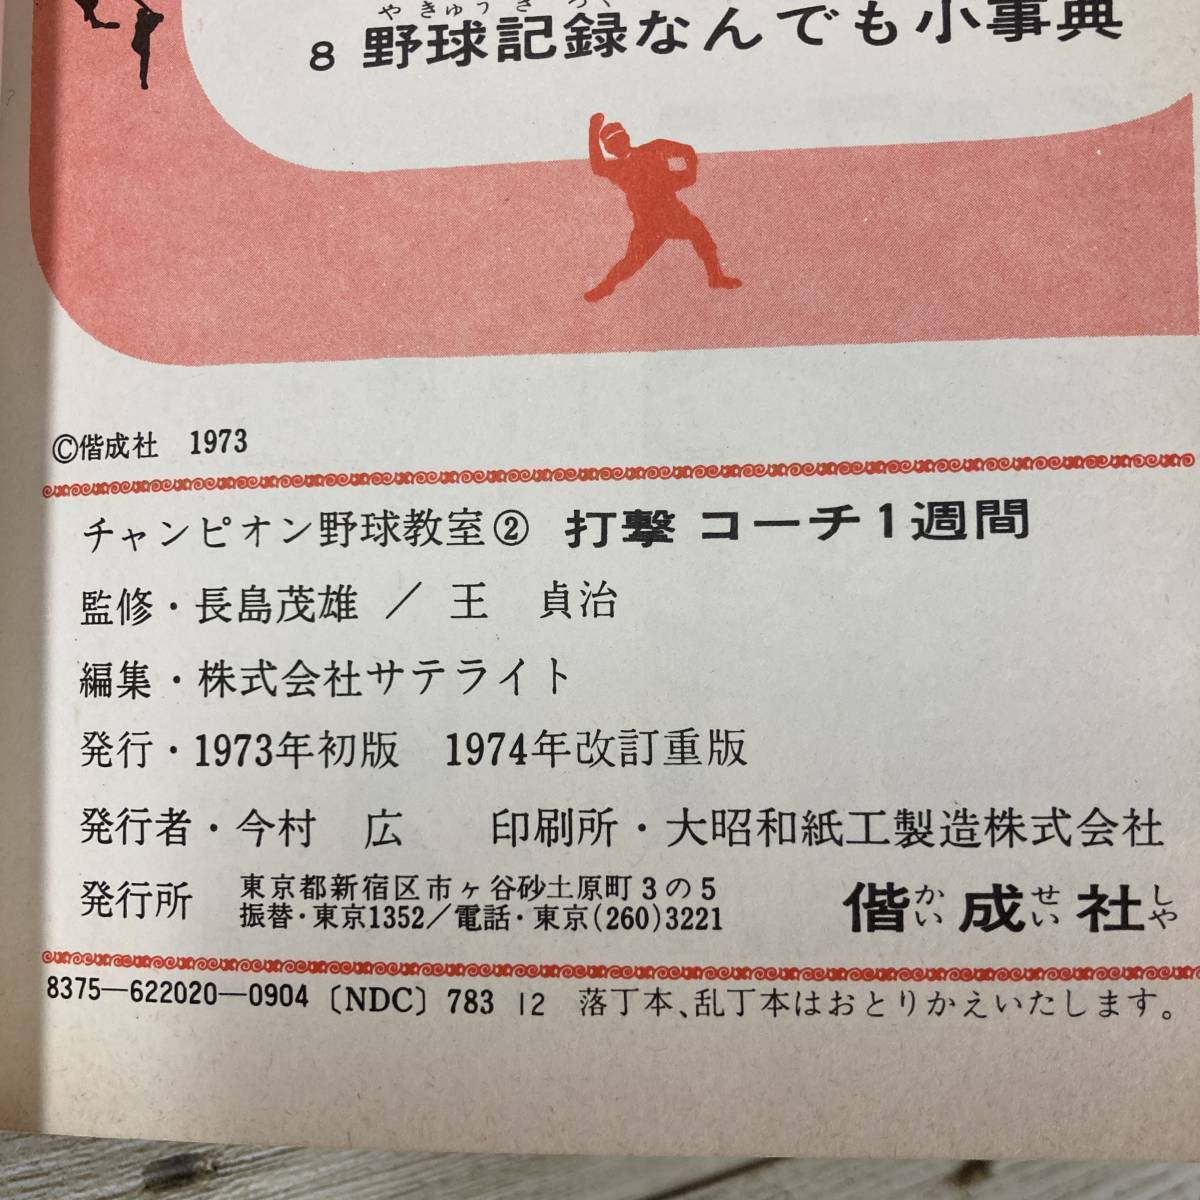 やきゅうきろく
8 野球記録なんでも小事典
©偕成社 1973
チャンピオン野球教室② 打撃 コーチ1週間
監修・長島茂雄 / 王 貞治
編集・株式会社サテライト
発行・1973年初版 1974年改訂重版
発行者・今村 広 印刷所・大昭和紙工製造株式会社
発行所 東京都新宿区市ヶ谷砂土原町3の5
振替・東京1352/電話・東京(260)3221
偕かい成せい社しや
8375-622020-0904 〔NDC〕 783 12 落丁本、乱丁本はおとりかえいたします。